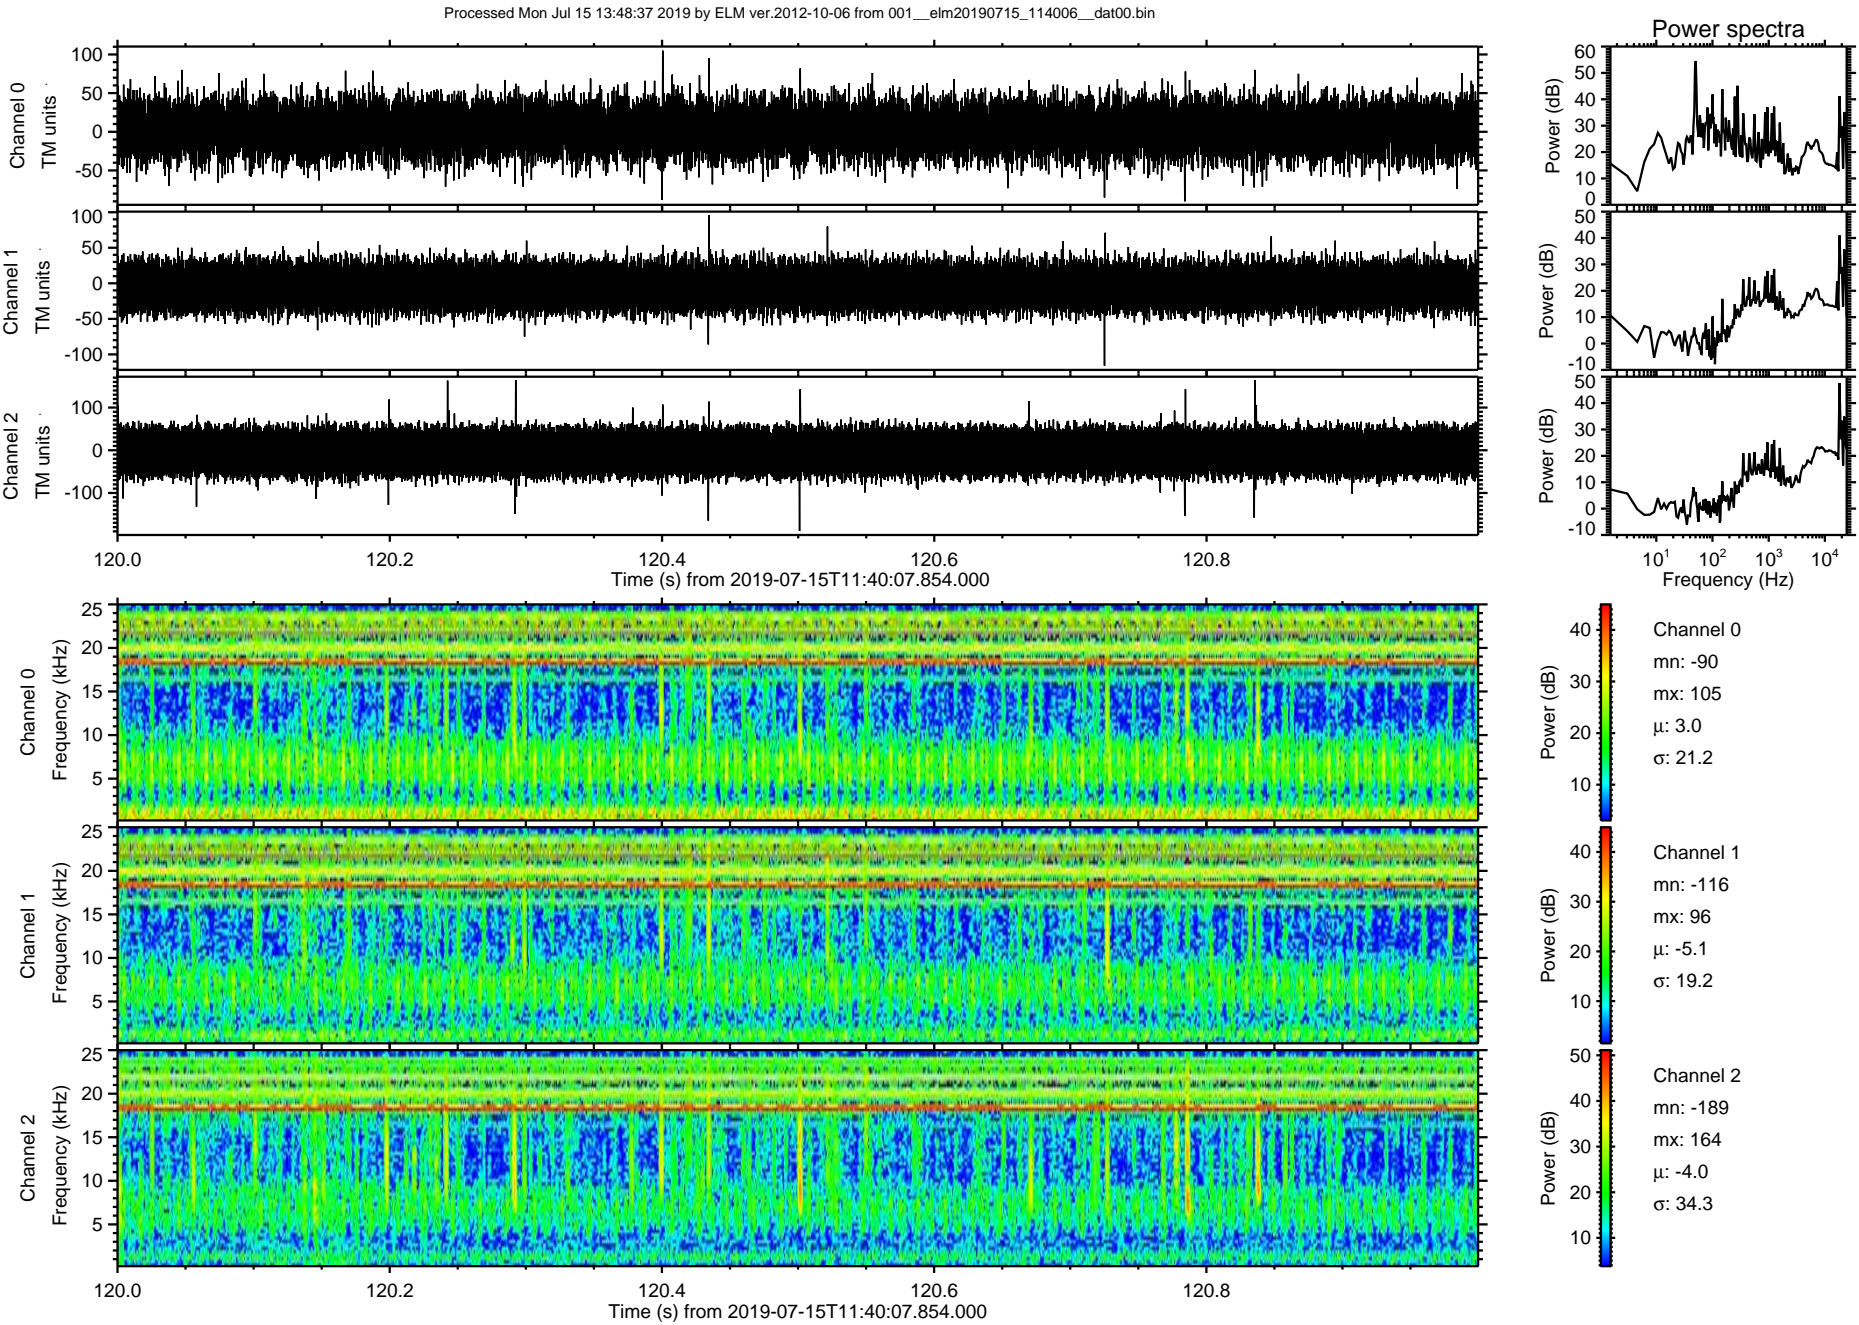 Processed Mon Jul 15 13:48:37 2019 by ELM ver.2012-10-06 from 001__elm20190715_114006__dat00.bin
Power spectra
Channel 0
TM units
100
50
0
-50
Power (dB)
60
50
40
30
20
10
0
Channel 1
TM units
100
50
0
-50
-100
Power (dB)
50
40
30
20
10
0
-10
Channel 2
TM units
100
0
-100
Power (dB)
50
40
30
20
10
0
-10
120.0 120.2 120.4 120.6 120.8
Time (s) from 2019-07-15T11:40:07.854.000
10¹ 10² 10³ 10⁴
Frequency (Hz)
Channel 0
Frequency (kHz)
25
20
15
10
5
Power (dB)
40
30
20
10
Channel 0
mn: -90
mx: 105
μ: 3.0
σ: 21.2
Channel 1
Frequency (kHz)
25
20
15
10
5
Power (dB)
40
30
20
10
Channel 1
mn: -116
mx: 96
μ: -5.1
σ: 19.2
Channel 2
Frequency (kHz)
25
20
15
10
5
Power (dB)
50
40
30
20
10
Channel 2
mn: -189
mx: 164
μ: -4.0
σ: 34.3
120.0 120.2 120.4 120.6 120.8
Time (s) from 2019-07-15T11:40:07.854.000